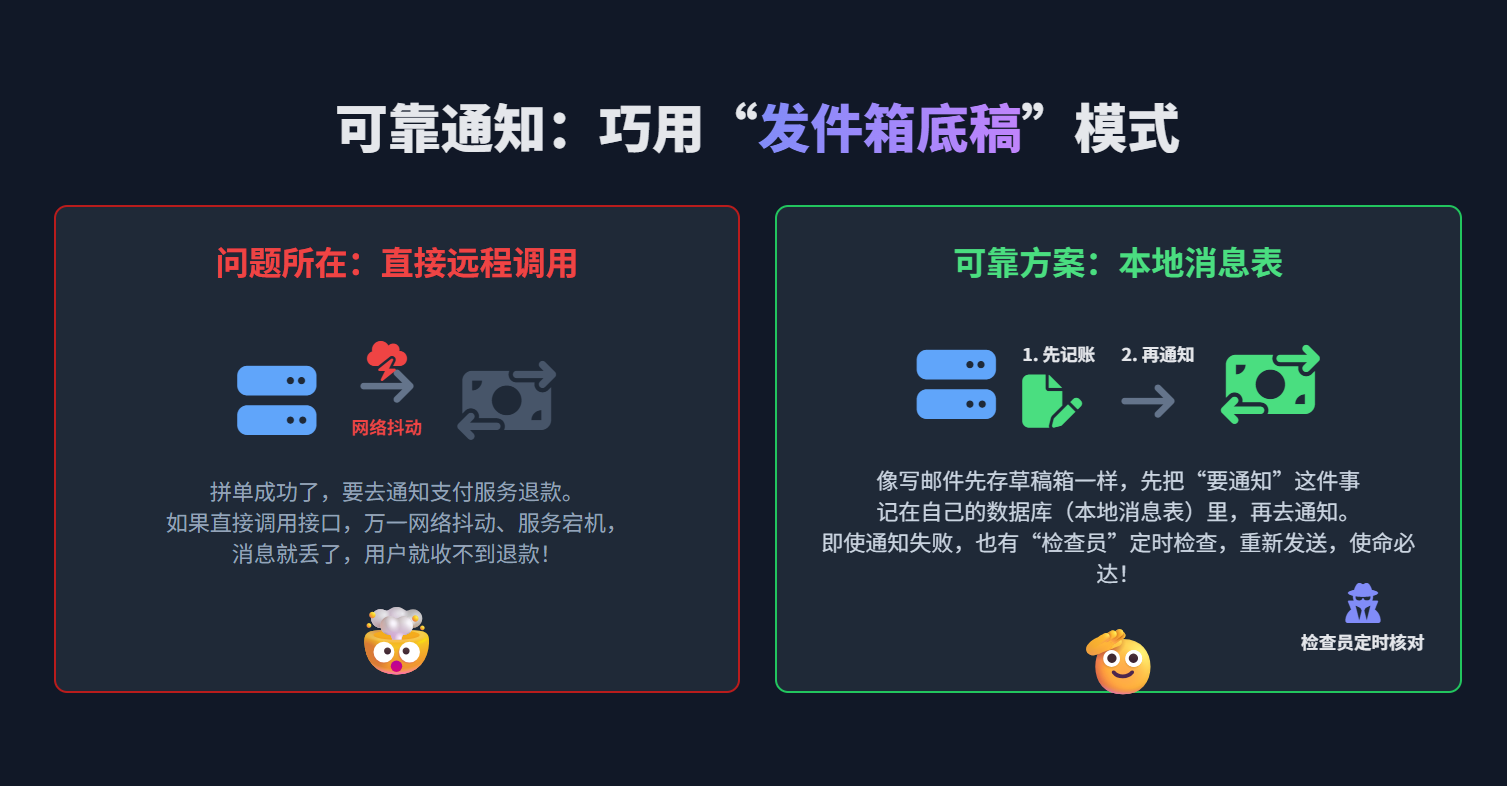 可靠通知：巧用“发件箱底稿”模式
问题所在：直接远程调用
网络抖动
拼单成功了，要去通知支付服务退款。
如果直接调用接口，万一网络抖动、服务宕机，
消息就丢了，用户就收不到退款！
可靠方案：本地消息表
1. 先记账
2. 再通知
像写邮件先存草稿箱一样，先把“要通知”这件事
记在自己的数据库（本地消息表）里，再去通知。
即使通知失败，也有“检查员”定时检查，重新发送，使命必
达！
检查员定时核对